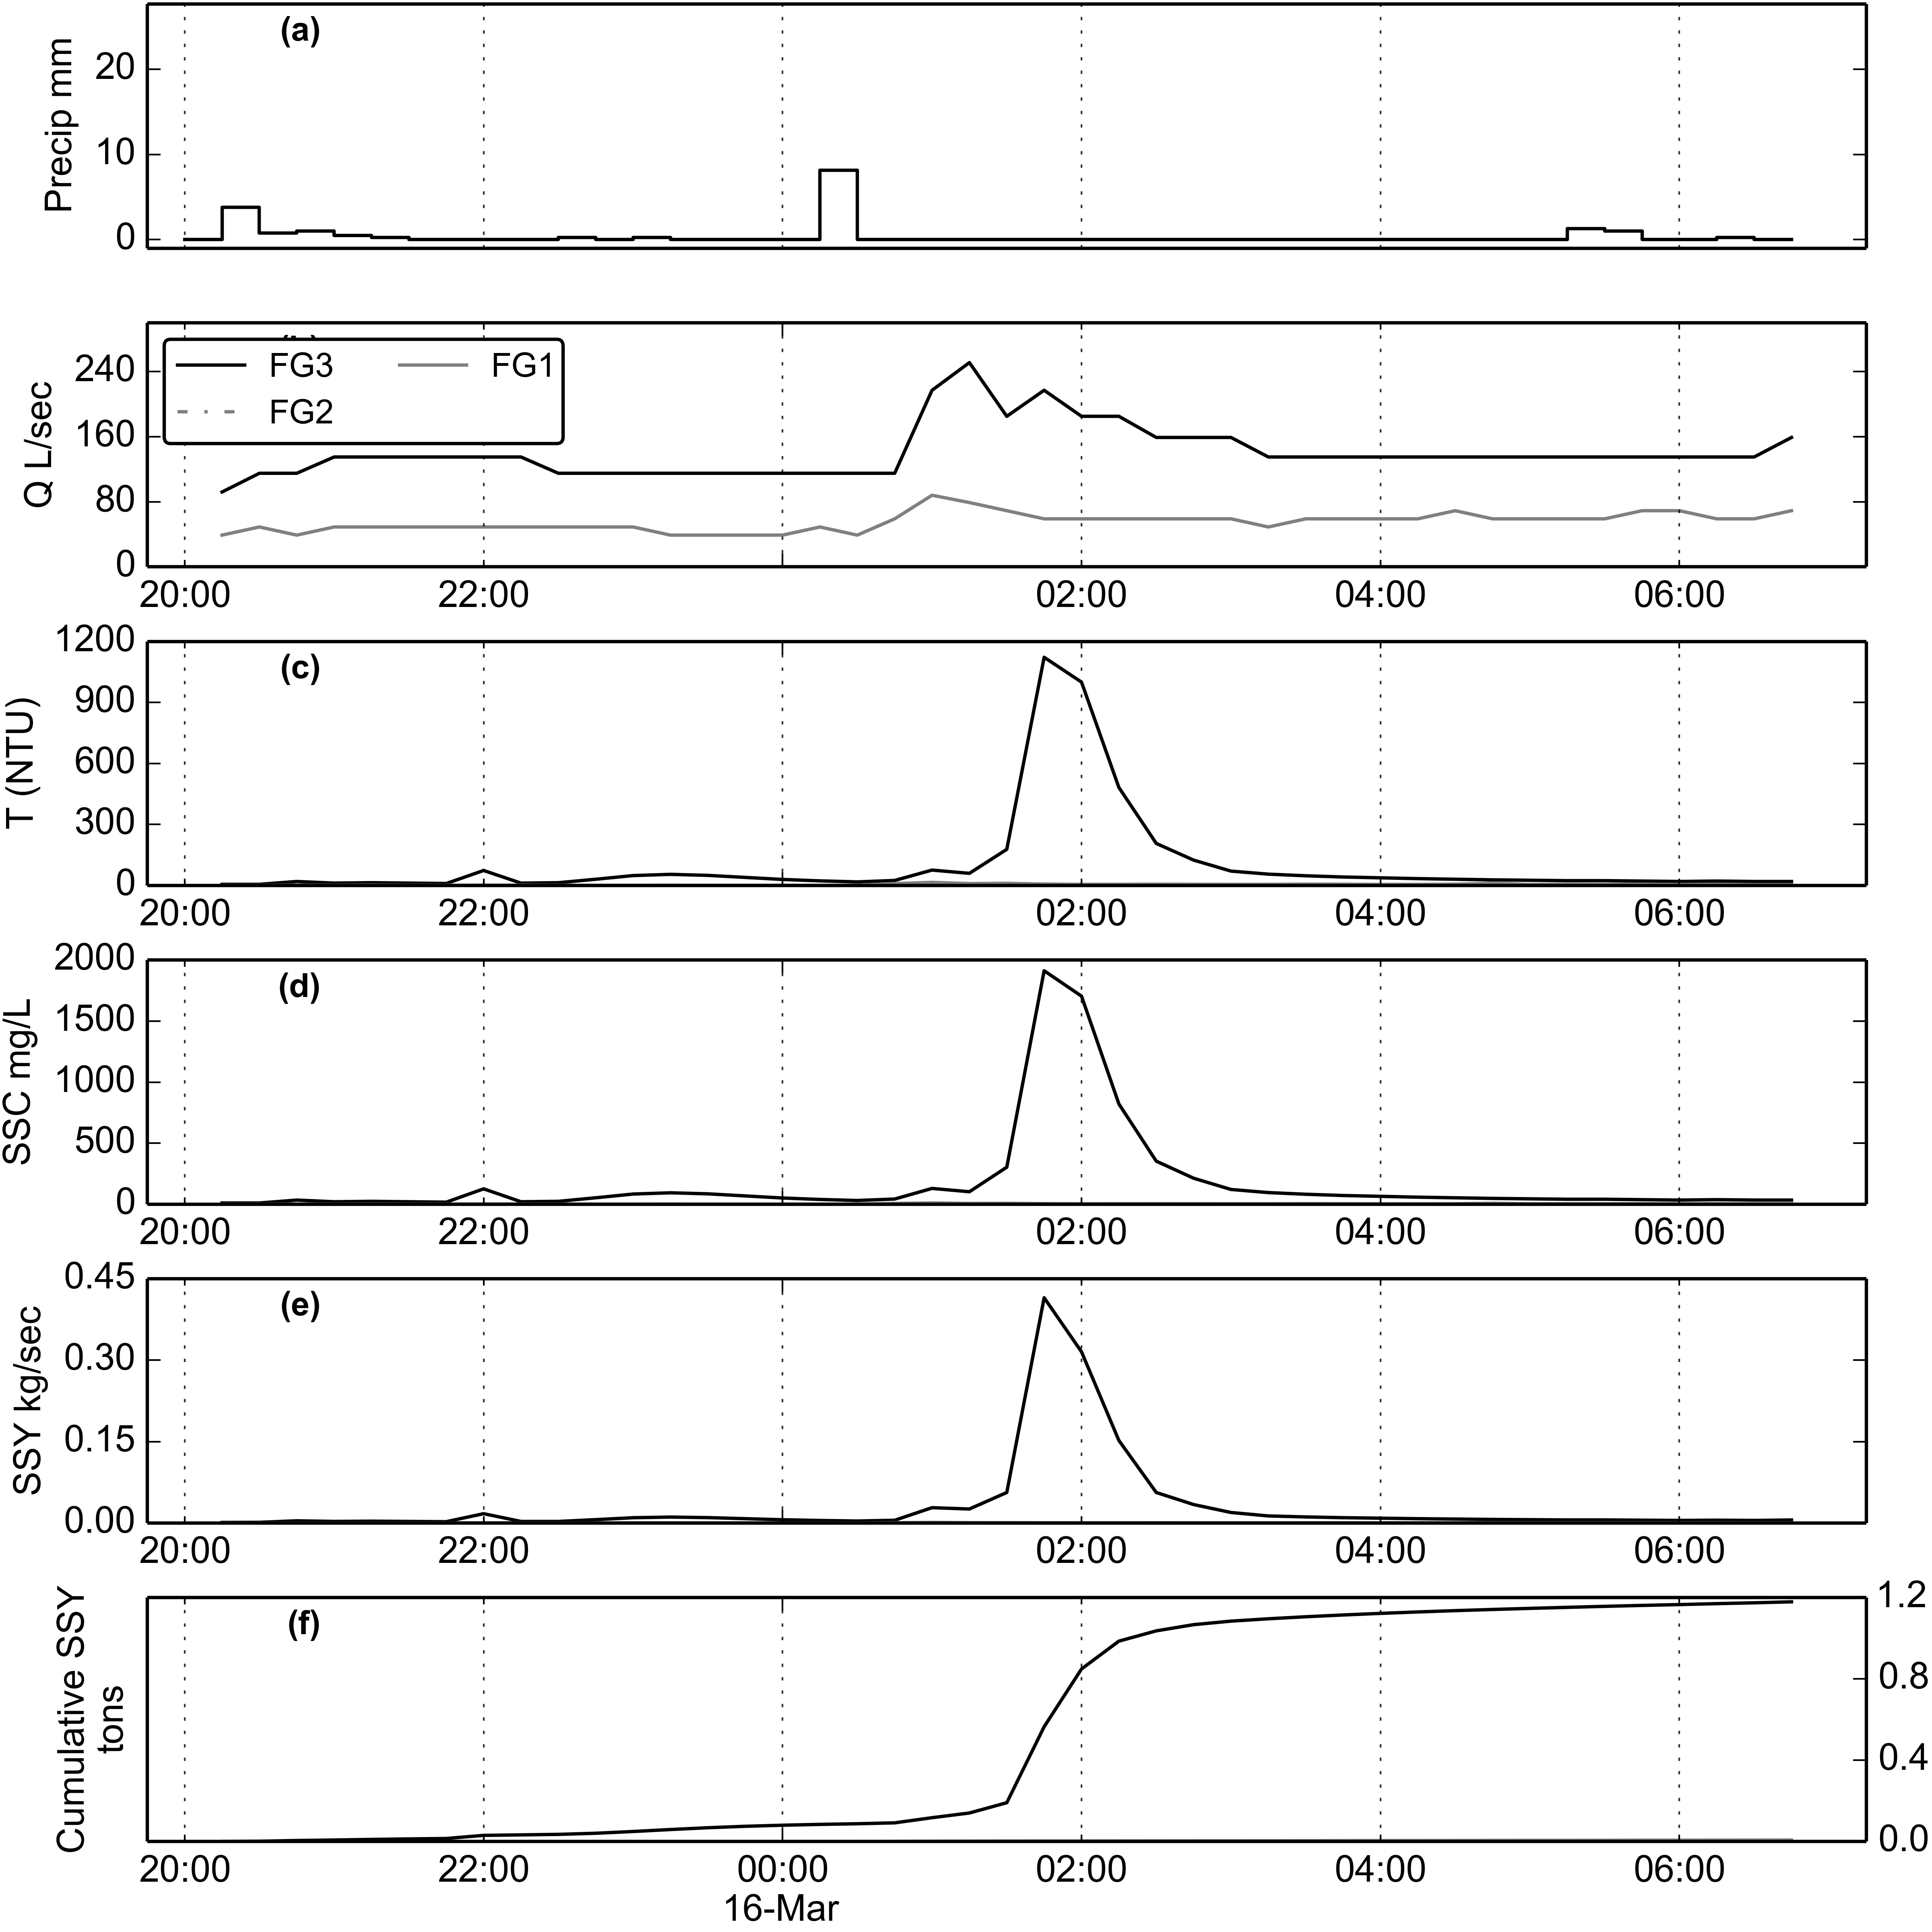 (a)
Precip mm
20
10
0
FG3
FG1
FG2
Q L/sec
240
160
80
0
20:00 22:00 02:00 04:00 06:00
(c)
T (NTU)
1200
900
600
300
0
20:00 22:00 02:00 04:00 06:00
(d)
SSC mg/L
2000
1500
1000
500
0
20:00 22:00 02:00 04:00 06:00
(e)
SSY kg/sec
0.45
0.30
0.15
0.00
20:00 22:00 02:00 04:00 06:00
(f)
Cumulative SSY
tons
1.2
0.8
0.4
0.0
20:00 22:00 00:00 02:00 04:00 06:00
16-Mar